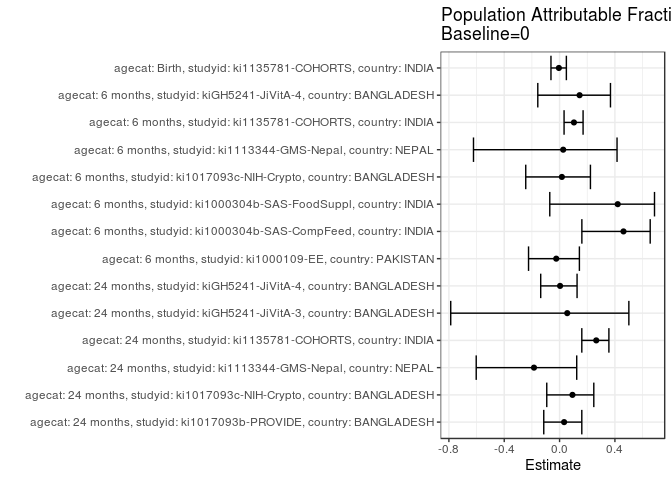 Population Attributable Fracti
Baseline=0
agecat: Birth, studyid: ki1135781-COHORTS, country: INDIA
agecat: 6 months, studyid: kiGH5241-JiVitA-4, country: BANGLADESH
agecat: 6 months, studyid: ki1135781-COHORTS, country: INDIA
agecat: 6 months, studyid: ki1113344-GMS-Nepal, country: NEPAL
agecat: 6 months, studyid: ki1017093c-NIH-Crypto, country: BANGLADESH
agecat: 6 months, studyid: ki1000304b-SAS-FoodSuppl, country: INDIA
agecat: 6 months, studyid: ki1000304b-SAS-CompFeed, country: INDIA
agecat: 6 months, studyid: ki1000109-EE, country: PAKISTAN
agecat: 24 months, studyid: kiGH5241-JiVitA-4, country: BANGLADESH
agecat: 24 months, studyid: kiGH5241-JiVitA-3, country: BANGLADESH
agecat: 24 months, studyid: ki1135781-COHORTS, country: INDIA
agecat: 24 months, studyid: ki1113344-GMS-Nepal, country: NEPAL
agecat: 24 months, studyid: ki1017093c-NIH-Crypto, country: BANGLADESH
agecat: 24 months, studyid: ki1017093b-PROVIDE, country: BANGLADESH
-0.8 -0.4 0.0 0.4
Estimate